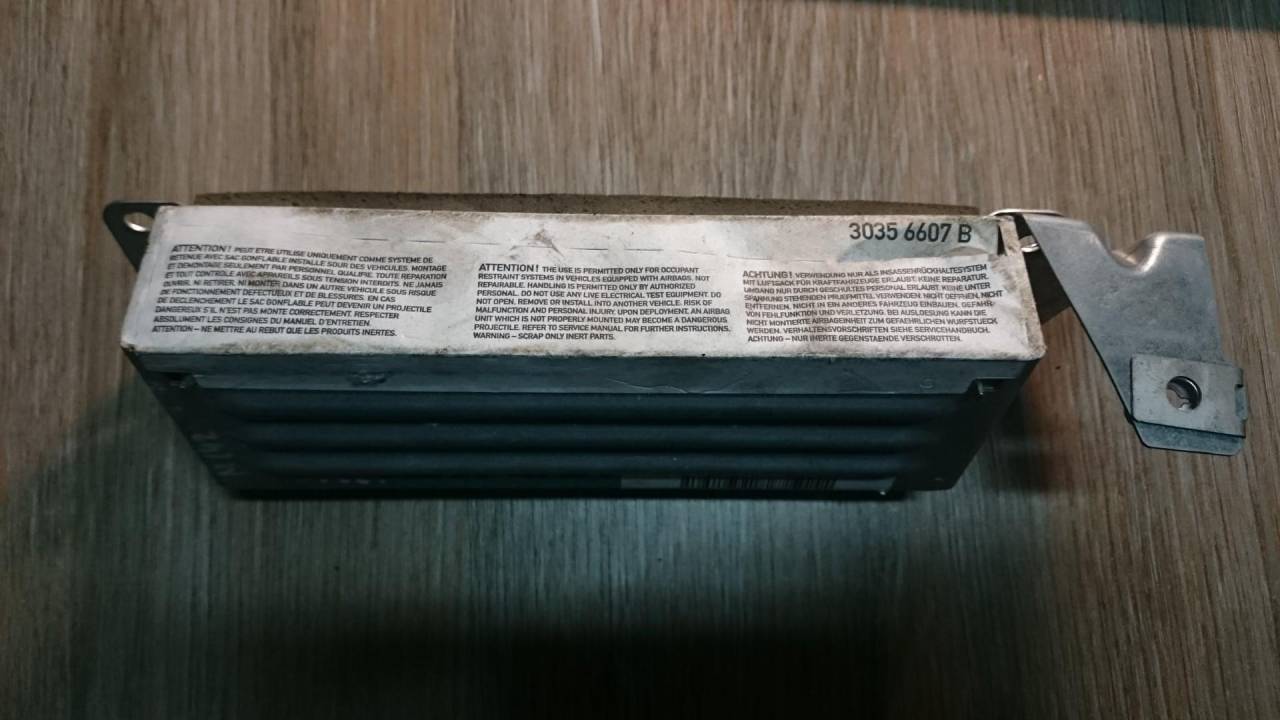 3035 6607 B
ATTENTION! PEUT ETRE UTILISE UNIQUEMENT COMME SYSTEME DE
RETENUE AVEC SAC GONFLABLE INSTALLE SOUR DES VEHICULES. MONTAGE
ET DEMONTAGE SEULEMENT PAR PERSONNEL QUALIFIE. TOUTE REPARATION
ET TOUT CONTROLE AVEC APPAREILS SOUS TENSION INTERDITS. NE JAMAIS
OUVRIR, NI RETIRER, NI MONTER DANS UN AUTRE VEHICULE SOUS RISQUE
DE FONCTIONNEMENT DEFECTUEUX ET DE BLESSURES. EN CAS
DE DECLENCHEMENT LE SAC GONFLABLE PEUT DEVENIR UN PROJECTILE
DANGEREUX S'IL N'EST PAS MONTE CORRECTEMENT. RESPECTER
ABSOLUMENT LES CONSIGNES DU MANUEL D'ENTRETIEN.
ATTENTION – NE METTRE AU REBUT QUE LES PRODUITS INERTES.
ATTENTION! THE USE IS PERMITTED ONLY FOR OCCUPANT
RESTRAINT SYSTEMS IN VEHICLES EQUIPPED WITH AIRBAGS. NOT
REPAIRABLE. HANDLING IS PERMITTED ONLY BY AUTHORIZED
PERSONAL. DO NOT USE ANY LIVE ELECTRICAL TEST EQUIPMENT. DO
NOT OPEN, REMOVE OR INSTALL INTO ANOTHER VEHICLE. RISK OF
MALFUNCTION AND PERSONAL INJURY UPON DEPLOYMENT, AN AIRBAG
UNIT WHICH IS NOT PROPERLY MOUNTED MAY BECOME A DANGEROUS
PROJECTILE. REFER TO SERVICE MANUAL FOR FURTHER INSTRUCTIONS.
WARNING – SCRAP ONLY INERT PARTS.
ACHTUNG! VERWENDUNG NUR ALS INSASSENRÜCKHALTESYSTEM
MIT LUFTSACK FÜR KRAFTFAHRZEUGE ERLAUBT. KEINE REPARATUR.
UMGANG NUR DURCH GESCHULTES PERSONAL ERLAUBT. KEINE UNTER
SPANNUNG STEHENDEN PRUEFMITTEL VERWENDEN. NICHT OEFFNEN, NICHT
ENTFERNEN, NICHT IN EIN ANDERES FAHRZEUG EINBAUEN, GEFAHR-
VON FEHLFUNKTION UND VERLETZUNG. BEI AUSLOESUNG KANN DIE
NICHT MONTIERTE AIRBAGEINHEIT ZUM GEFAEHRLICHEN WURFSTUECK
WERDEN. VERHALTENSVORSCHRIFTEN SIEHE SERVICEHANDBUCH.
ACHTUNG – NUR INERTE GEGENSTAENDE VERSCHROTTEN.